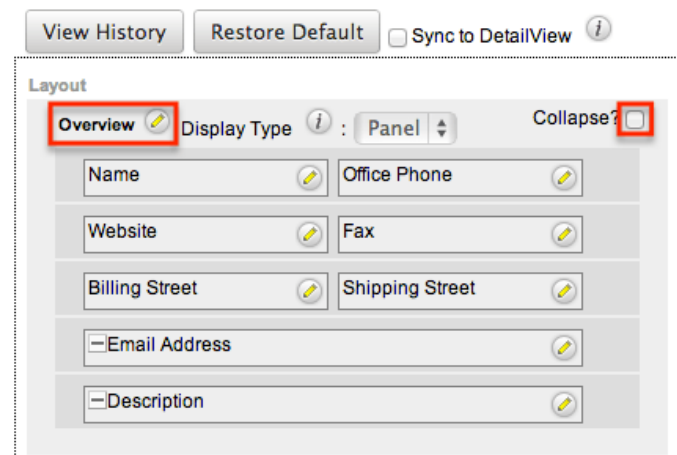 View History Restore Default Sync to DetailView i
Layout
Overview Display Type i : Panel Collapse?
Name Office Phone
Website Fax
Billing Street Shipping Street
Email Address
Description